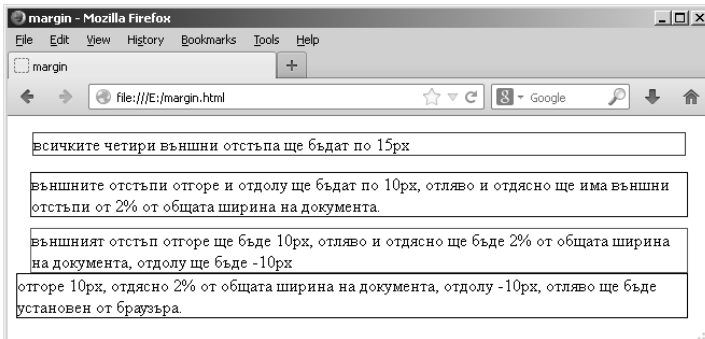 margin - Mozilla Firefox
File Edit View History Bookmarks Tools Help
margin +
file:///E:/margin.html 8 Google
всичките четири външни отстъпа ще бъдат по 15px
външните отстъпи отгоре и отдолу ще бъдат по 10px, отляво и отдясно ще има външни
отстъпи от 2% от общата ширина на документа.
външният отстъп отгоре ще бъде 10px, отляво и отдясно ще бъде 2% от общата ширина
на документа, отдолу ще бъде -10px
отгоре 10px, отдясно 2% от общата ширина на документа, отдолу -10px, отляво ще бъде
установен от браузъра.